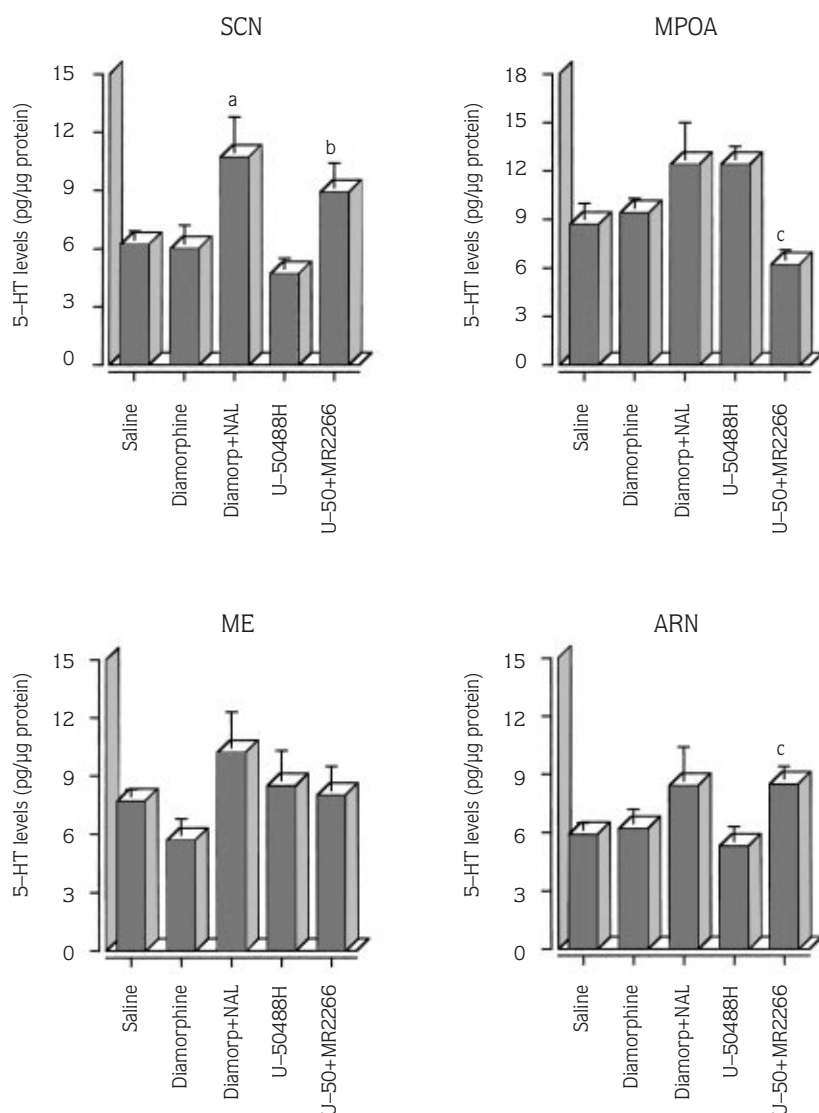 SCN
5–HT levels (pg/µg protein)
15
12
9
6
3
0
a
b
Saline
Diamorphine
Diamorp+NAL
U–50488H
U–50+MR2266
MPOA
5–HT levels (pg/µg protein)
18
15
12
9
6
3
0
c
Saline
Diamorphine
Diamorp+NAL
U–50488H
U–50+MR2266
ME
5–HT levels (pg/µg protein)
15
12
9
6
3
0
Saline
Diamorphine
Diamorp+NAL
U–50488H
U–50+MR2266
ARN
5–HT levels (pg/µg protein)
15
12
9
6
3
0
c
Saline
Diamorphine
Diamorp+NAL
U–50488H
U–50+MR2266